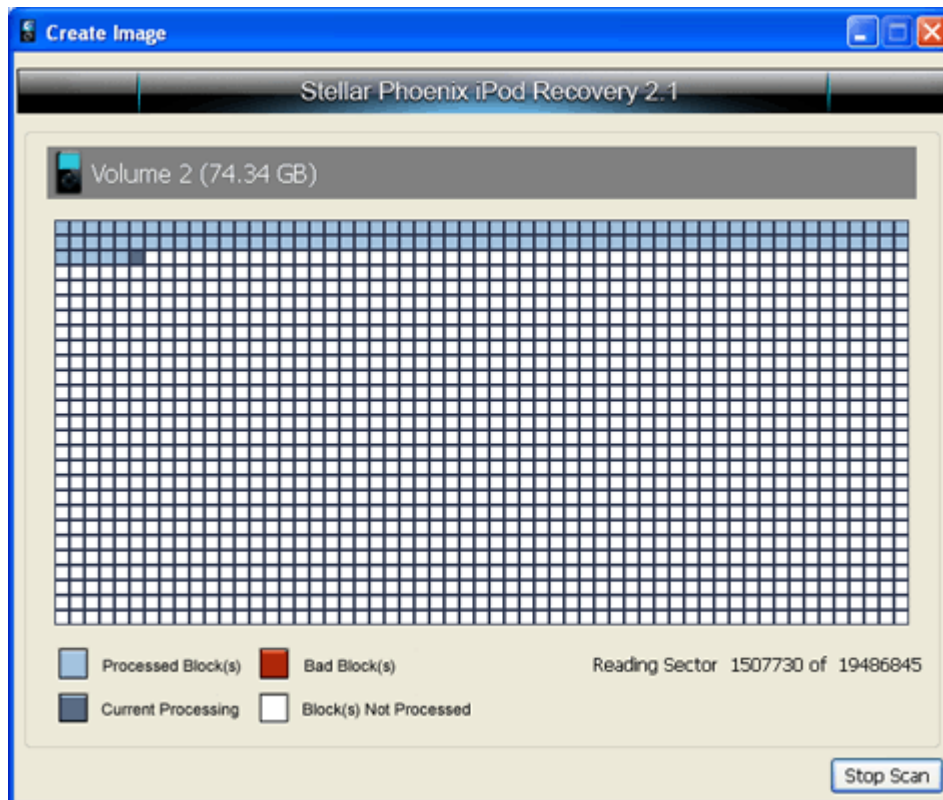 Create Image
Stellar Phoenix iPod Recovery 2.1
Volume 2 (74.34 GB)
Processed Block(s) Bad Block(s) Reading Sector 1507730 of 19486845
Current Processing Block(s) Not Processed
Stop Scan